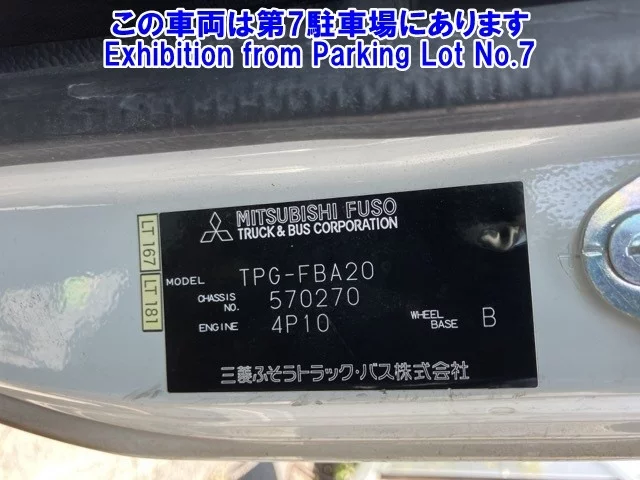 この車両は第7駐車場にあります
Exhibition from Parking Lot No.7
MITSUBISHI FUSO
TRUCK & BUS CORPORATION
LT 167
LT 181
MODEL TPG-FBA20
CHASSIS NO. 570270
ENGINE 4P10
WHEEL BASE B
三菱ふそうトラック・バス株式会社